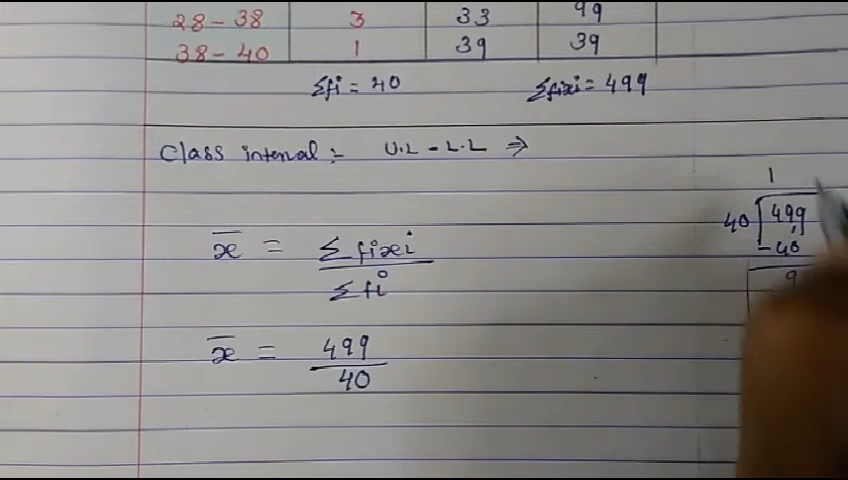 28 - 38 3 33 99
38 - 40 1 39 39
Σfi = 40 Σfixi = 499
Class interval :- U.L - L.L ⇒
x̄ = Σfixi / Σfi
x̄ = 499 / 40
1
40 499
- 40
9